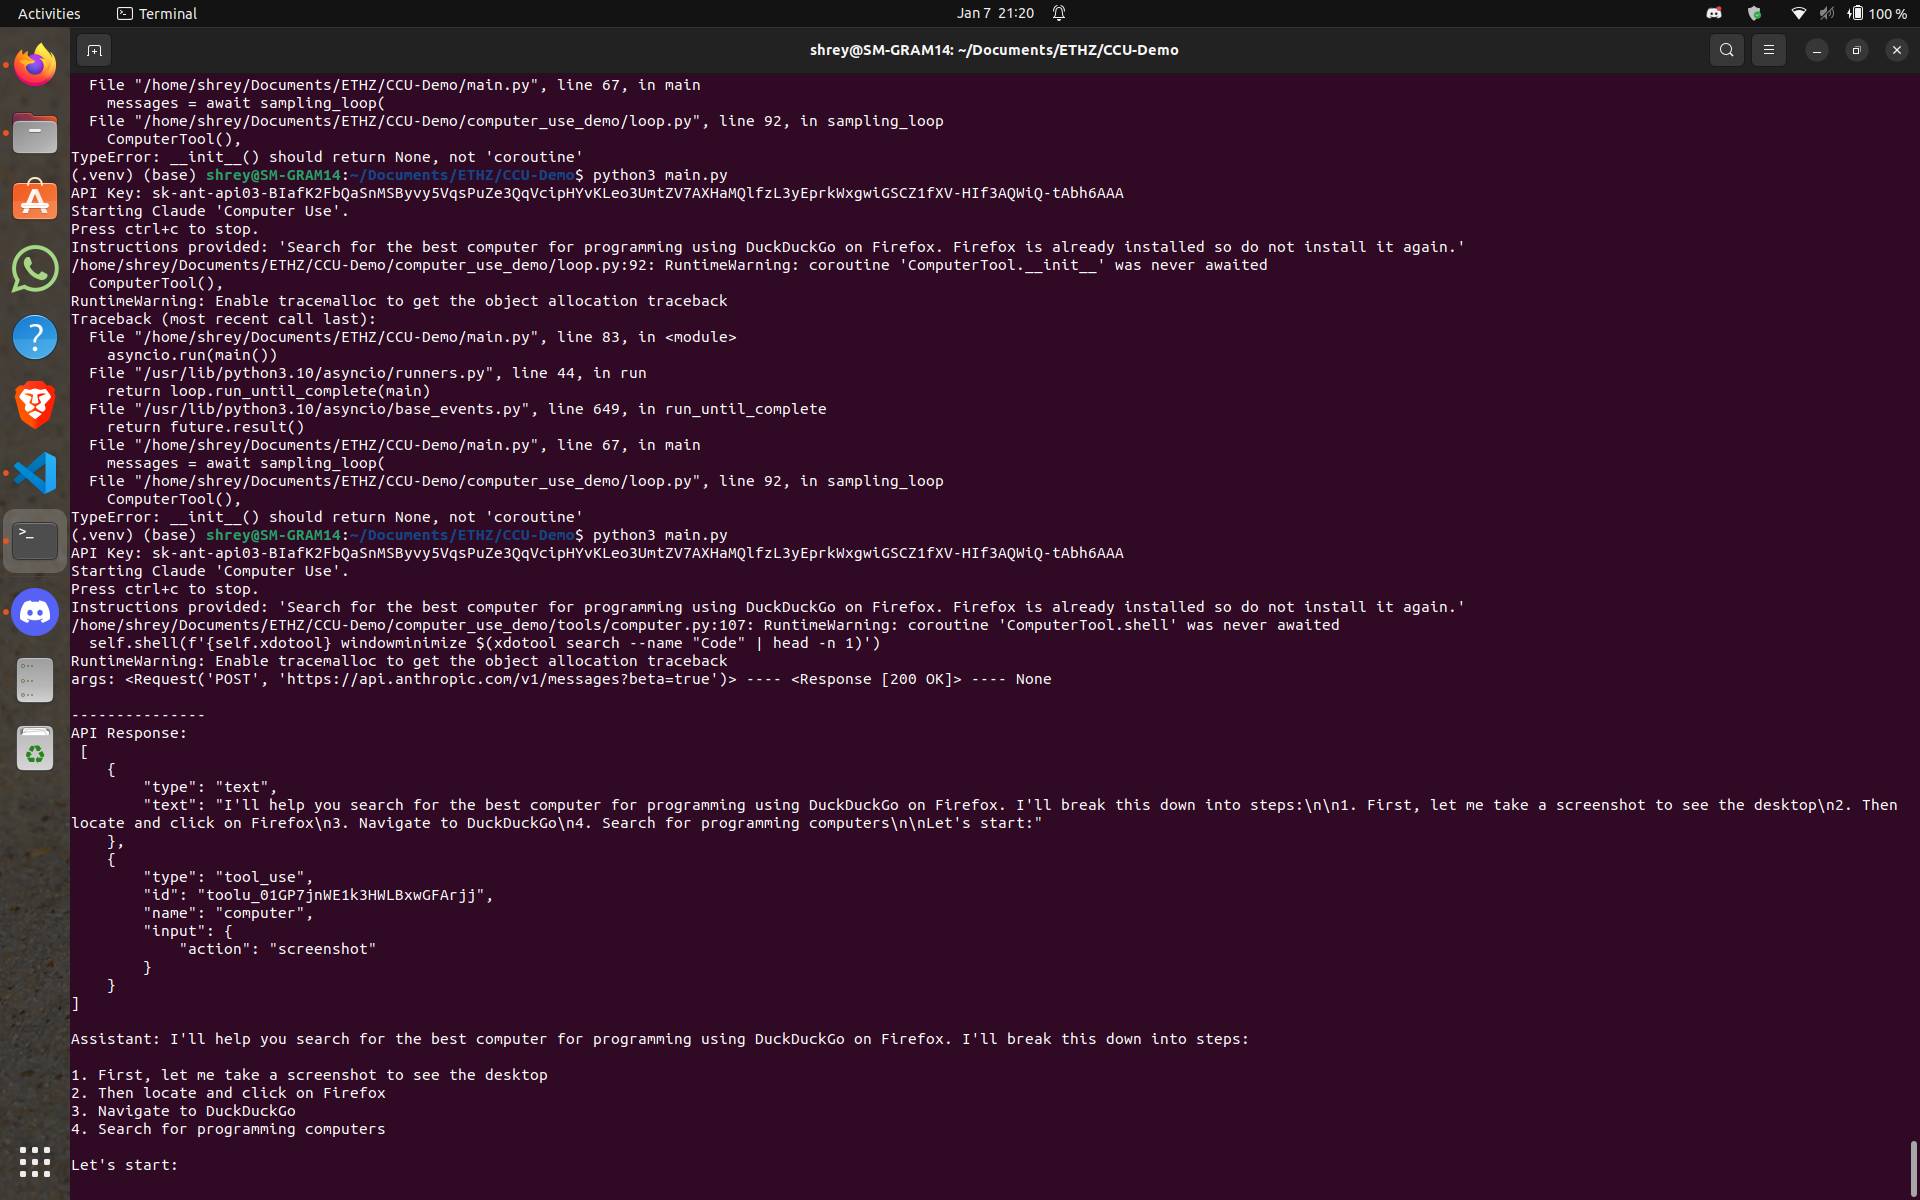 Activities
Terminal
Jan 7 21:20
100 %
shrey@SM-GRAM14: ~/Documents/ETHZ/CCU-Demo
File "/home/shrey/Documents/ETHZ/CCU-Demo/main.py", line 67, in main
messages = await sampling_loop(
File "/home/shrey/Documents/ETHZ/CCU-Demo/computer_use_demo/loop.py", line 92, in sampling_loop
ComputerTool(),
TypeError: __init__() should return None, not 'coroutine'
(.venv) (base) shrey@SM-GRAM14:~/Documents/ETHZ/CCU-Demo$ python3 main.py
API Key: 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
Starting Claude 'Computer Use'.
Press ctrl+c to stop.
Instructions provided: 'Search for the best computer for programming using DuckDuckGo on Firefox. Firefox is already installed so do not install it again.'
/home/shrey/Documents/ETHZ/CCU-Demo/computer_use_demo/loop.py:92: RuntimeWarning: coroutine 'ComputerTool.__init__' was never awaited
ComputerTool(),
RuntimeWarning: Enable tracemalloc to get the object allocation traceback
Traceback (most recent call last):
File "/home/shrey/Documents/ETHZ/CCU-Demo/main.py", line 83, in <module>
asyncio.run(main())
File "/usr/lib/python3.10/asyncio/runners.py", line 44, in run
return loop.run_until_complete(main)
File "/usr/lib/python3.10/asyncio/base_events.py", line 649, in run_until_complete
return future.result()
File "/home/shrey/Documents/ETHZ/CCU-Demo/main.py", line 67, in main
messages = await sampling_loop(
File "/home/shrey/Documents/ETHZ/CCU-Demo/computer_use_demo/loop.py", line 92, in sampling_loop
ComputerTool(),
TypeError: __init__() should return None, not 'coroutine'
(.venv) (base) shrey@SM-GRAM14:~/Documents/ETHZ/CCU-Demo$ python3 main.py
API Key: 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
Starting Claude 'Computer Use'.
Press ctrl+c to stop.
Instructions provided: 'Search for the best computer for programming using DuckDuckGo on Firefox. Firefox is already installed so do not install it again.'
/home/shrey/Documents/ETHZ/CCU-Demo/computer_use_demo/tools/computer.py:107: RuntimeWarning: coroutine 'ComputerTool.shell' was never awaited
self.shell(f'{self.xdotool} windowminimize $(xdotool search --name "Code" | head -n 1)')
RuntimeWarning: Enable tracemalloc to get the object allocation traceback
args: <Request('POST', 'https://api.anthropic.com/v1/messages?beta=true')> ---- <Response [200 OK]> ---- None
---------------
API Response:
[
{
"type": "text",
"text": "I'll help you search for the best computer for programming using DuckDuckGo on Firefox. I'll break this down into steps:\n\n1. First, let me take a screenshot to see the desktop\n2. Then
locate and click on Firefox\n3. Navigate to DuckDuckGo\n4. Search for programming computers\n\nLet's start:"
},
{
"type": "tool_use",
"id": "toolu_01GP7jnWE1k3HWLBxwGFArjj",
"name": "computer",
"input": {
"action": "screenshot"
}
}
]
Assistant: I'll help you search for the best computer for programming using DuckDuckGo on Firefox. I'll break this down into steps:
1. First, let me take a screenshot to see the desktop
2. Then locate and click on Firefox
3. Navigate to DuckDuckGo
4. Search for programming computers
Let's start: